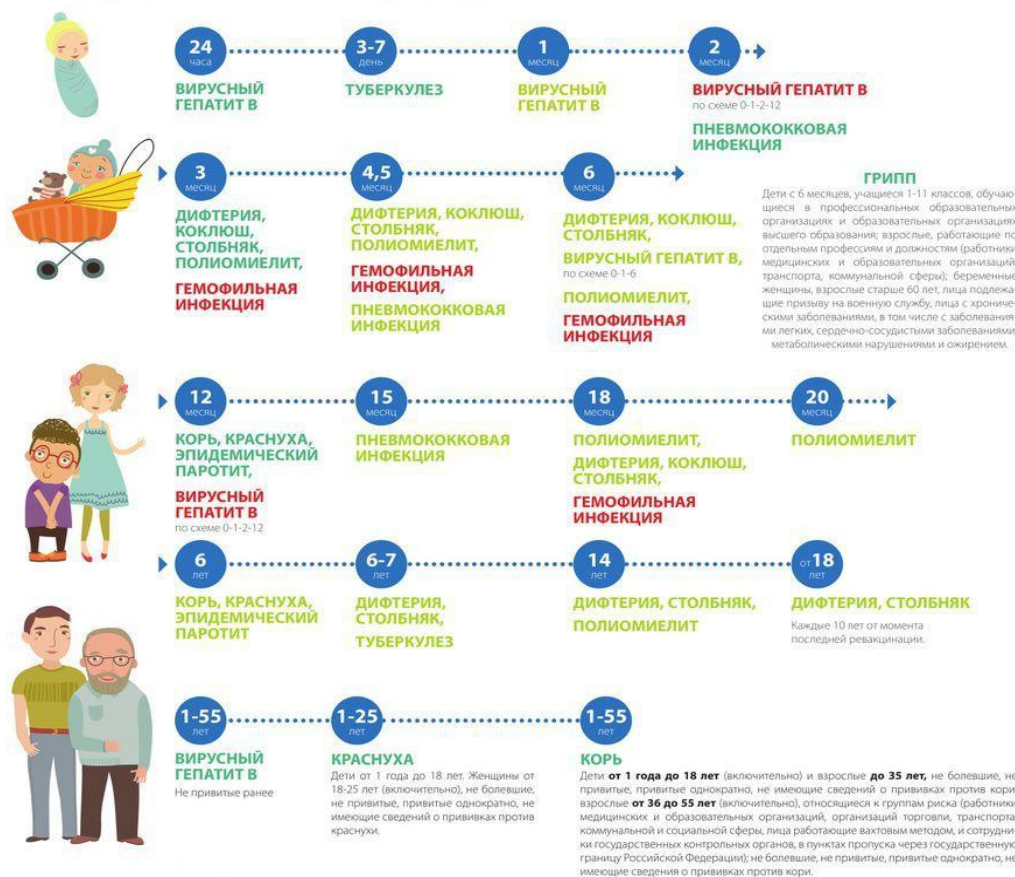 24
часа
ВИРУСНЫЙ
ГЕПАТИТ В
3-7
день
ТУБЕРКУЛЕЗ
1
месяц
ВИРУСНЫЙ
ГЕПАТИТ В
2
месяц
ВИРУСНЫЙ ГЕПАТИТ В
по схеме 0-1-2-12
ПНЕВМОКОККОВАЯ
ИНФЕКЦИЯ
3
месяц
ДИФТЕРИЯ,
КОКЛЮШ,
СТОЛБНЯК,
ПОЛИОМИЕЛИТ,
ГЕМОФИЛЬНАЯ
ИНФЕКЦИЯ
4,5
месяц
ДИФТЕРИЯ, КОКЛЮШ,
СТОЛБНЯК,
ПОЛИОМИЕЛИТ,
ГЕМОФИЛЬНАЯ
ИНФЕКЦИЯ,
ПНЕВМОКОККОВАЯ
ИНФЕКЦИЯ
6
месяц
ДИФТЕРИЯ, КОКЛЮШ,
СТОЛБНЯК,
ВИРУСНЫЙ ГЕПАТИТ В,
по схеме 0-1-6
ПОЛИОМИЕЛИТ,
ГЕМОФИЛЬНАЯ
ИНФЕКЦИЯ
ГРИПП
Дети с 6 месяцев, учащиеся 1-11 классов, обучаю-
щиеся в профессиональных образовательных
организациях и образовательных организациях
высшего образования; взрослые, работающие по
отдельным профессиям и должностям (работники
медицинских и образовательных организаций,
транспорта, коммунальной сферы); беременные
женщины, взрослые старше 60 лет, лица подлежа-
щие призыву на военную службу, лица с хрониче-
скими заболеваниями, в том числе с заболевания-
ми легких, сердечно-сосудистыми заболеваниями,
метаболическими нарушениями и ожирением.
12
месяц
КОРЬ, КРАСНУХА,
ЭПИДЕМИЧЕСКИЙ
ПАРОТИТ,
ВИРУСНЫЙ
ГЕПАТИТ В
по схеме 0-1-2-12
15
месяц
ПНЕВМОКОККОВАЯ
ИНФЕКЦИЯ
18
месяц
ПОЛИОМИЕЛИТ,
ДИФТЕРИЯ, КОКЛЮШ,
СТОЛБНЯК,
ГЕМОФИЛЬНАЯ
ИНФЕКЦИЯ
20
месяц
ПОЛИОМИЕЛИТ
6
лет
КОРЬ, КРАСНУХА,
ЭПИДЕМИЧЕСКИЙ
ПАРОТИТ
6-7
лет
ДИФТЕРИЯ,
СТОЛБНЯК,
ТУБЕРКУЛЕЗ
14
лет
ДИФТЕРИЯ, СТОЛБНЯК,
ПОЛИОМИЕЛИТ
от 18
лет
ДИФТЕРИЯ, СТОЛБНЯК
Каждые 10 лет от момента
последней ревакцинации.
1-55
лет
ВИРУСНЫЙ
ГЕПАТИТ В
Не привитые ранее
1-25
лет
КРАСНУХА
Дети от 1 года до 18 лет. Женщины от
18-25 лет (включительно), не болевшие,
не привитые, привитые однократно, не
имеющие сведений о прививках против
краснухи.
1-55
лет
КОРЬ
Дети от 1 года до 18 лет (включительно) и взрослые до 35 лет, не болевшие, не
привитые, привитые однократно, не имеющие сведений о прививках против кори;
взрослые от 36 до 55 лет (включительно), относящиеся к группам риска (работники
медицинских и образовательных организаций, организаций торговли, транспорта,
коммунальной и социальной сферы, лица работающие вахтовым методом, и сотрудни-
ки государственных контрольных органов, в пунктах пропуска через государственную
границу Российской Федерации); не болевшие, не привитые, привитые однократно, не
имеющие сведения о прививках против кори.